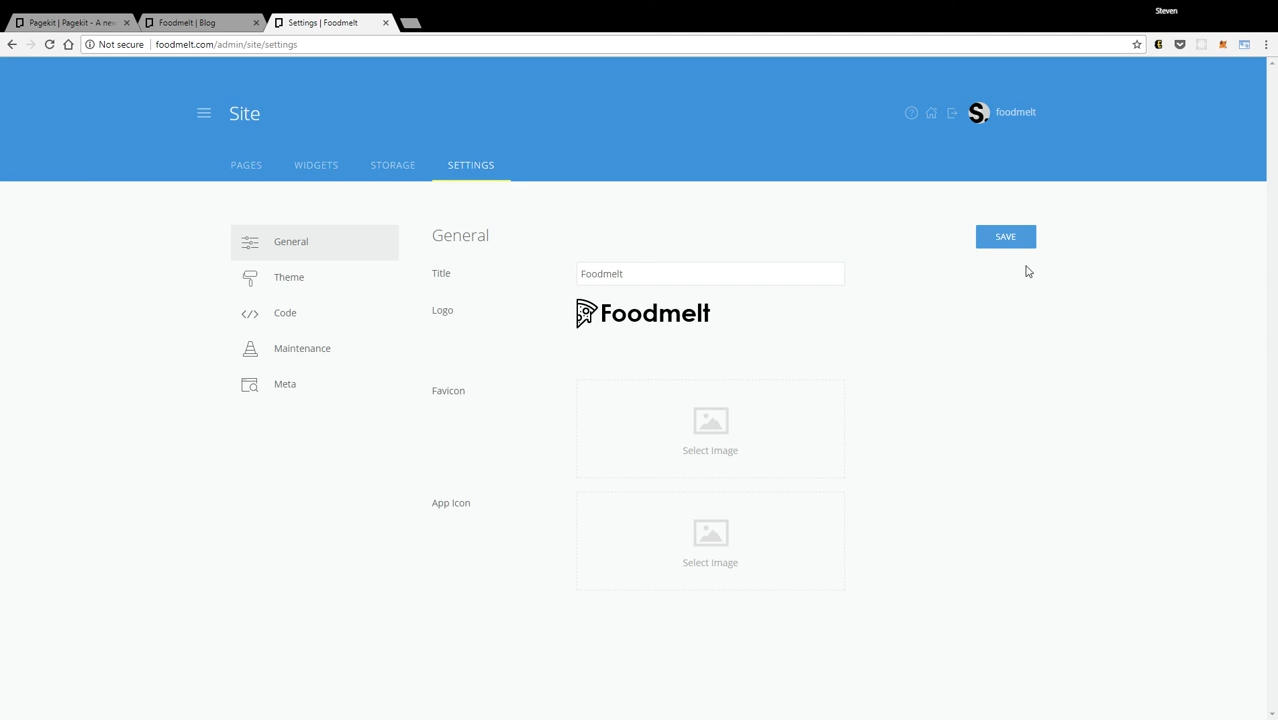 Steven
Pagekit | Pagekit - A new
Foodmelt | Blog
Settings | Foodmelt
Not secure
foodmelt.com/admin/site/settings
Site
foodmelt
PAGES
WIDGETS
STORAGE
SETTINGS
General
Theme
Code
Maintenance
Meta
General
SAVE
Title
Foodmelt
Logo
Foodmelt
Favicon
Select Image
App Icon
Select Image